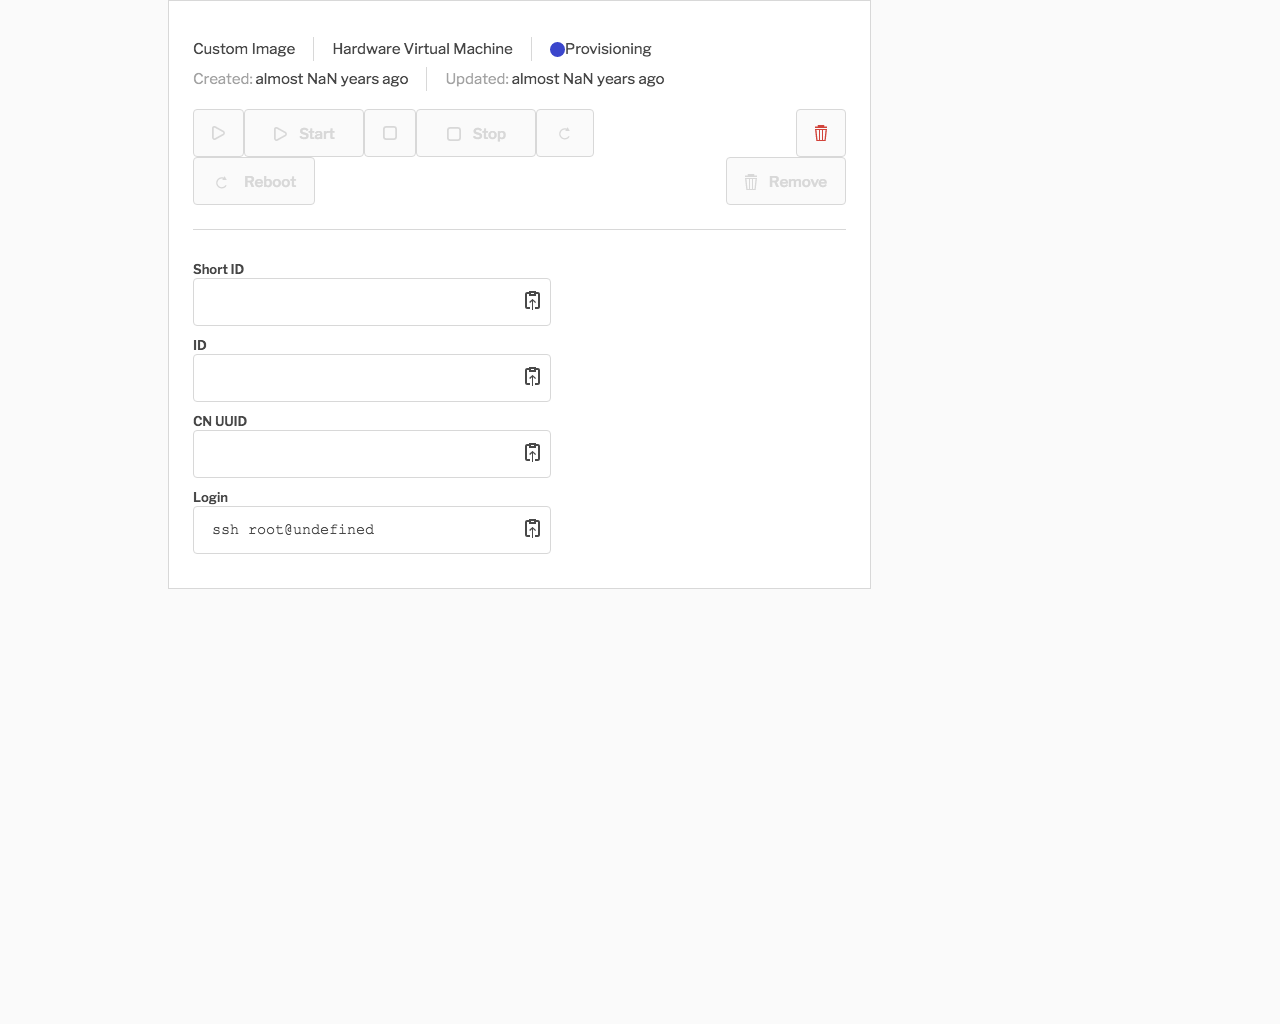 Custom Image Hardware Virtual Machine Provisioning
Created: almost NaN years ago Updated: almost NaN years ago
Start Stop
Reboot Remove
Short ID
ID
CN UUID
Login
ssh root@undefined